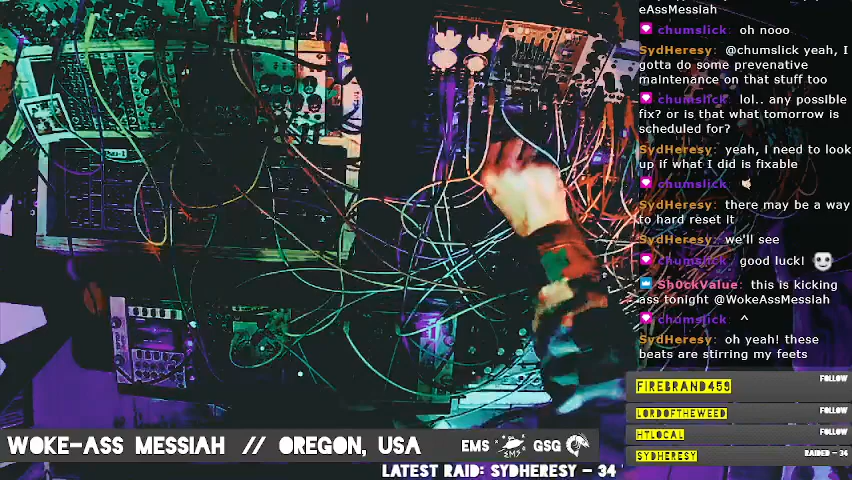 eAssMessiah
chumslick: oh nooo
SydHeresy: @chumslick yeah, I
gotta do some prevenative
maintenance on that stuff too
chumslick: lol.. any possible
fix? or is that what tomorrow is
scheduled for?
SydHeresy: yeah, I need to look
up if what I did is fixable
chumslick:
SydHeresy: there may be a way
to hard reset it
SydHeresy: we'll see
chumslick: good luck!
Sh0ckValue: this is kicking
ass tonight @WokeAssMessiah
chumslick: ^
SydHeresy: oh yeah! these
beats are stirring my feets
FIREBRAND459 FOLLOW
LORDOFTHEWEED FOLLOW
HTLOCAL FOLLOW
SYDHERESY RAIDED - 34
WOKE-ASS MESSIAH // OREGON, USA EMS EMS GSG
LATEST RAID: SYDHERESY - 34